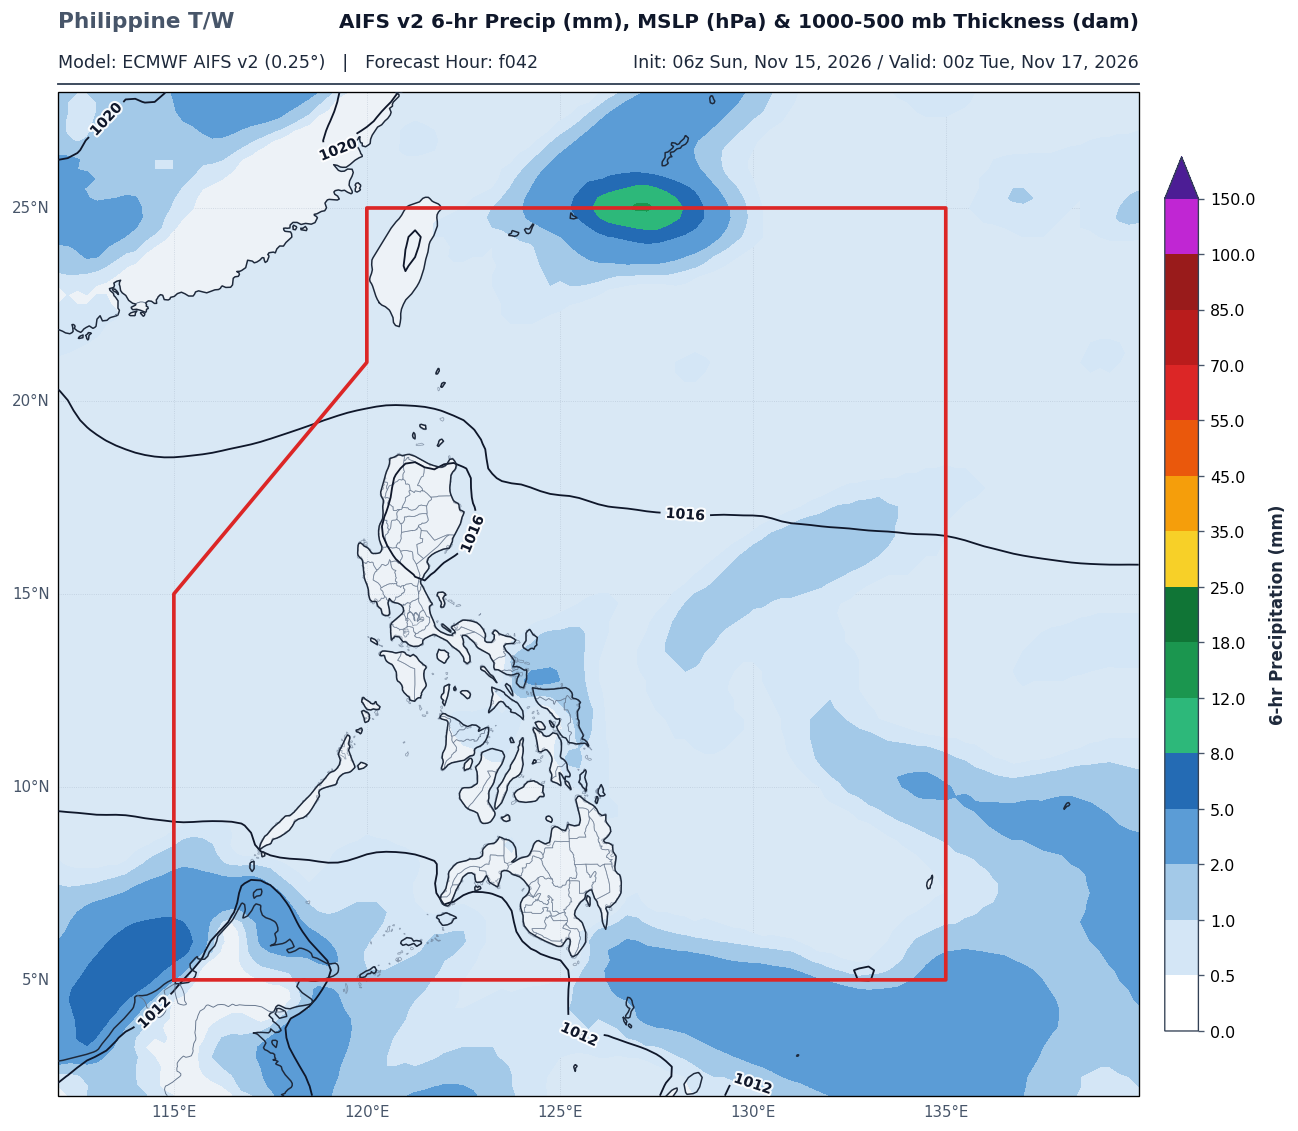 Philippine T/W
AIFS v2 6-hr Precip (mm), MSLP (hPa) & 1000-500 mb Thickness (dam)
Model: ECMWF AIFS v2 (0.25°) | Forecast Hour: f042
Init: 06z Sun, Nov 15, 2026 / Valid: 00z Tue, Nov 17, 2026
1020
1020
25°N
20°N
15°N
10°N
5°N
1016
1016
1012
1012
1012
115°E
120°E
125°E
130°E
135°E
150.0
100.0
85.0
70.0
55.0
45.0
35.0
25.0
18.0
12.0
8.0
5.0
2.0
1.0
0.5
0.0
6-hr Precipitation (mm)